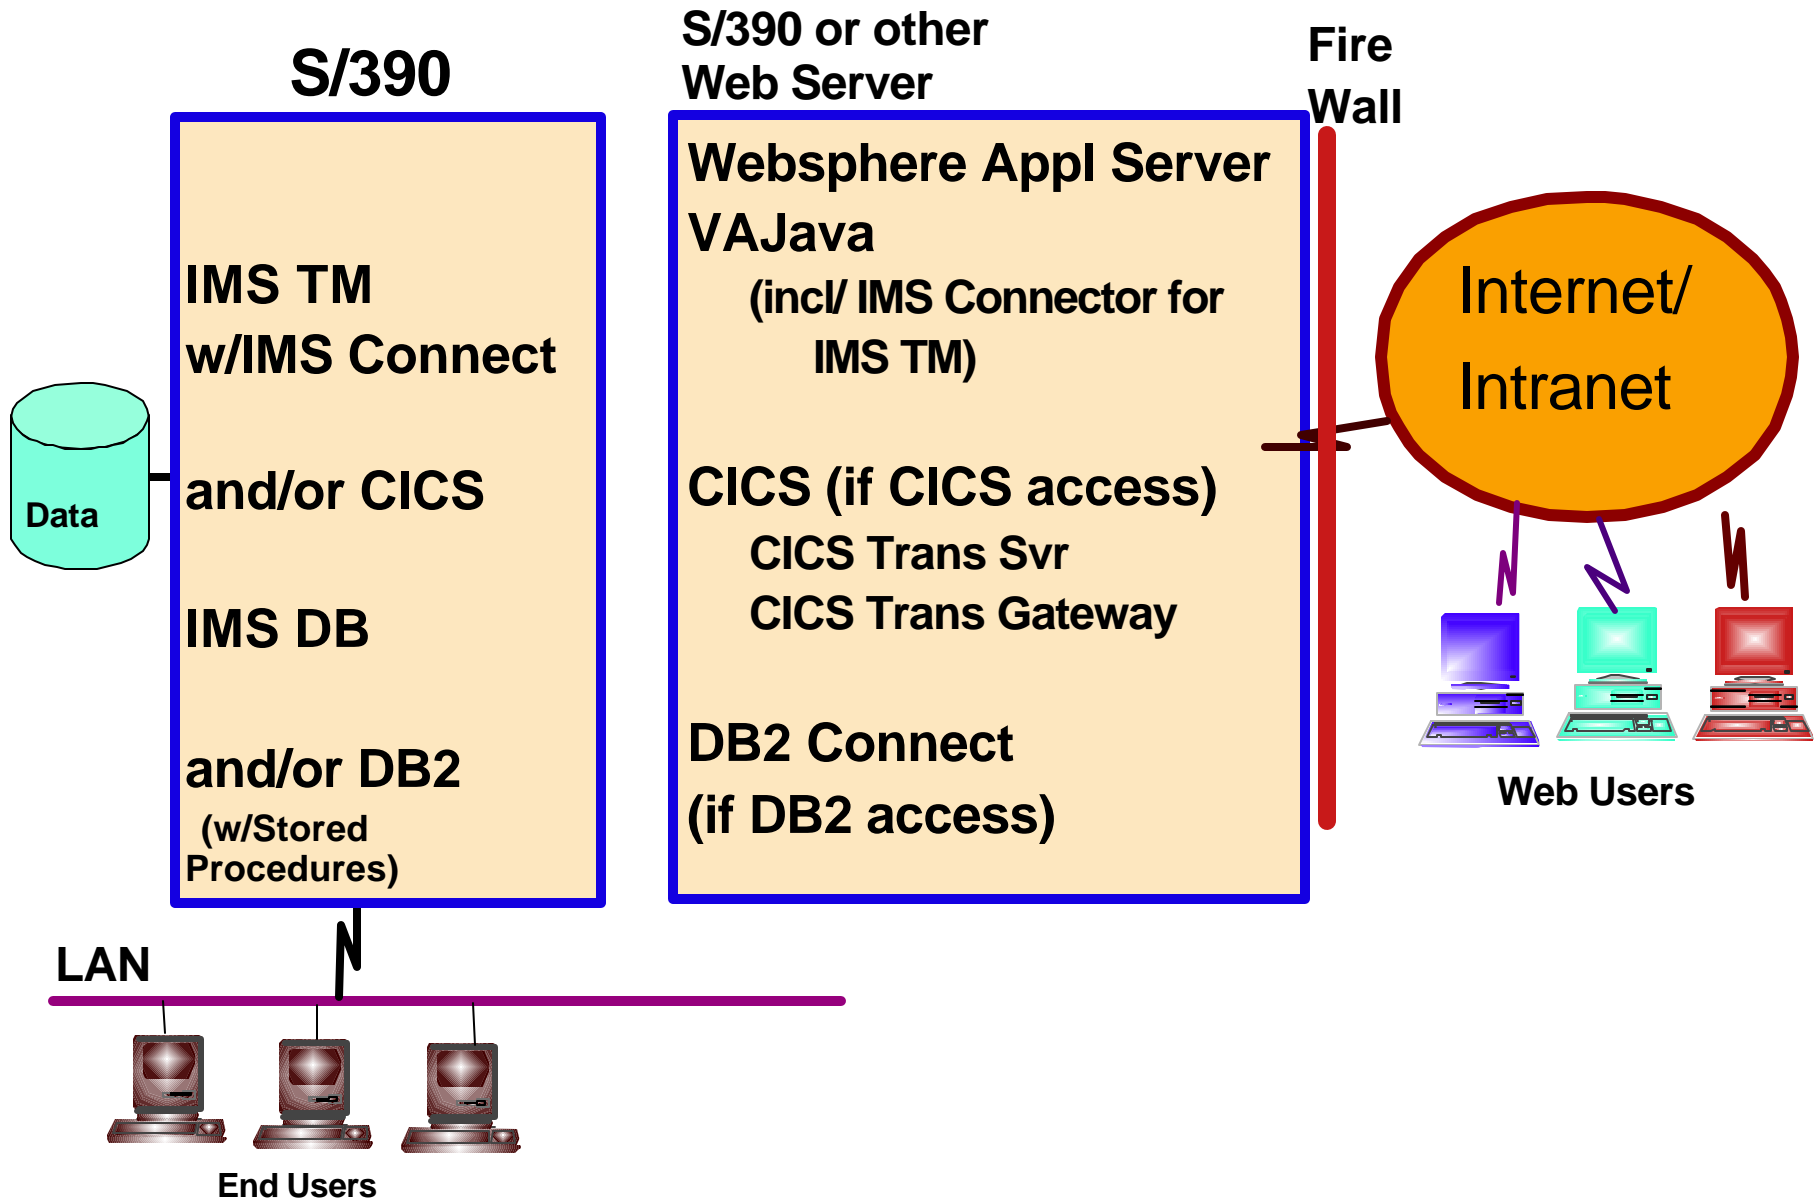 S/390
S/390 or other
Web Server
Fire
Wall
IMS TM
w/IMS Connect
and/or CICS
IMS DB
and/or DB2
(w/Stored
Procedures)
Data
Websphere Appl Server
VAJava
(incl/ IMS Connector for
IMS TM)
CICS (if CICS access)
CICS Trans Svr
CICS Trans Gateway
DB2 Connect
(if DB2 access)
Internet/
Intranet
Web Users
LAN
End Users